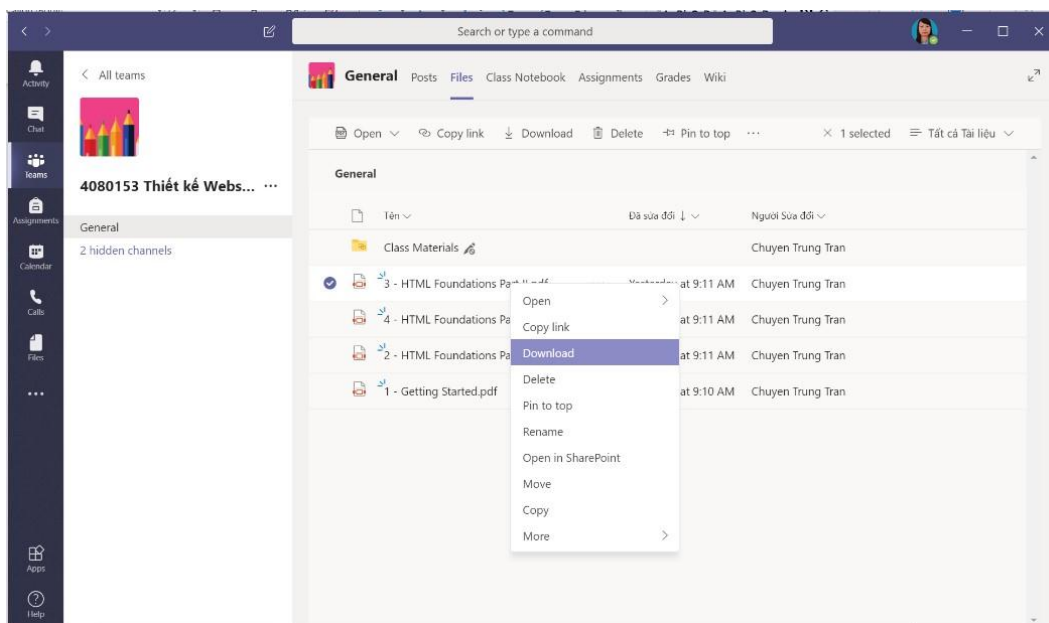 Search or type a command
Activity
Chat
Teams
Assignments
Calendar
Calls
Files
Apps
Help
All teams
4080153 Thiết kế Webs... ...
General
2 hidden channels
General Posts Files Class Notebook Assignments Grades Wiki
Open Copy link Download Delete Pin to top ... 1 selected Tất cả Tài liệu
General
Tên Đã sửa đổi Người Sửa đổi
Class Materials Chuyen Trung Tran
3 - HTML Foundations Part II.pdf Yesterday at 9:11 AM Chuyen Trung Tran
4 - HTML Foundations Pa at 9:11 AM Chuyen Trung Tran
2 - HTML Foundations Pa at 9:11 AM Chuyen Trung Tran
1 - Getting Started.pdf at 9:10 AM Chuyen Trung Tran
Open
Copy link
Download
Delete
Pin to top
Rename
Open in SharePoint
Move
Copy
More